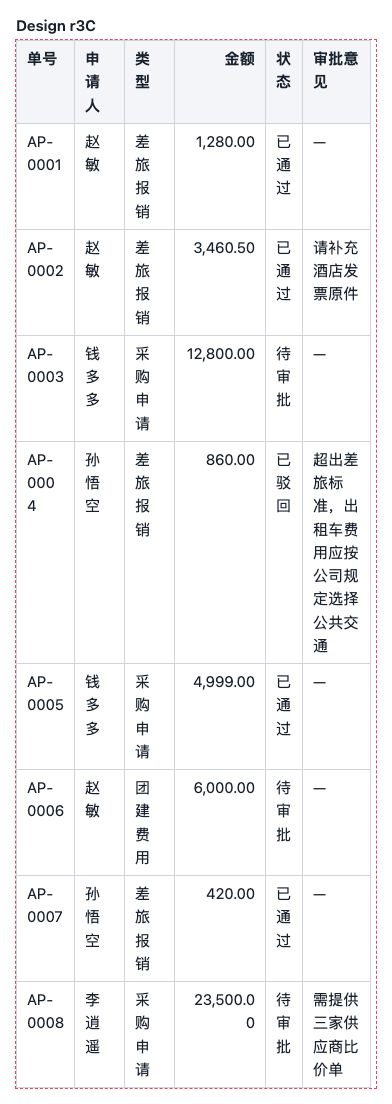 Design r3C
单号
申
请
人
类
型
金额
状
态
审批意
见
AP-
0001
赵
敏
差
旅
报
销
1,280.00
已
通
过
—
AP-
0002
赵
敏
差
旅
报
销
3,460.50
已
通
过
请补充
酒店发
票原件
AP-
0003
钱
多
多
采
购
申
请
12,800.00
待
审
批
—
AP-
000
4
孙
悟
空
差
旅
报
销
860.00
已
驳
回
超出差
旅标
准，出
租车费
用应按
公司规
定选择
公共交
通
AP-
0005
钱
多
多
采
购
申
请
4,999.00
已
通
过
—
AP-
0006
赵
敏
团
建
费
用
6,000.00
待
审
批
—
AP-
0007
孙
悟
空
差
旅
报
销
420.00
已
通
过
—
AP-
0008
李
逍
遥
采
购
申
请
23,500.0
0
待
审
批
需提供
三家供
应商比
价单